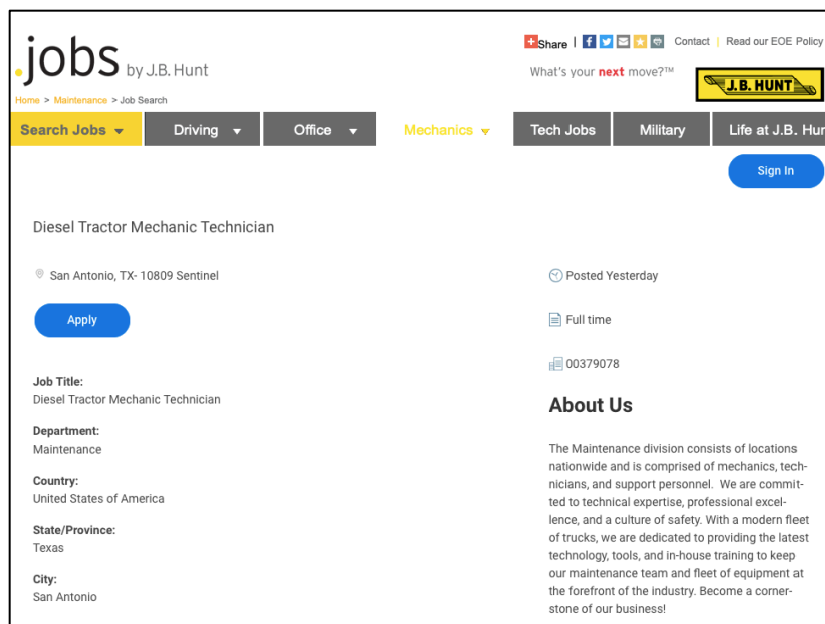 .jobs by J.B. Hunt
Share | Contact | Read our EOE Policy
What's your next move?™
J.B. HUNT
Home > Maintenance > Job Search
Search Jobs Driving Office Mechanics Tech Jobs Military Life at J.B. Hun
Sign In
Diesel Tractor Mechanic Technician
San Antonio, TX- 10809 Sentinel
Apply
Job Title:
Diesel Tractor Mechanic Technician
Department:
Maintenance
Country:
United States of America
State/Province:
Texas
City:
San Antonio
Posted Yesterday
Full time
00379078
About Us
The Maintenance division consists of locations
nationwide and is comprised of mechanics, tech-
nicians, and support personnel. We are commit-
ted to technical expertise, professional excel-
lence, and a culture of safety. With a modern fleet
of trucks, we are dedicated to providing the latest
technology, tools, and in-house training to keep
our maintenance team and fleet of equipment at
the forefront of the industry. Become a corner-
stone of our business!